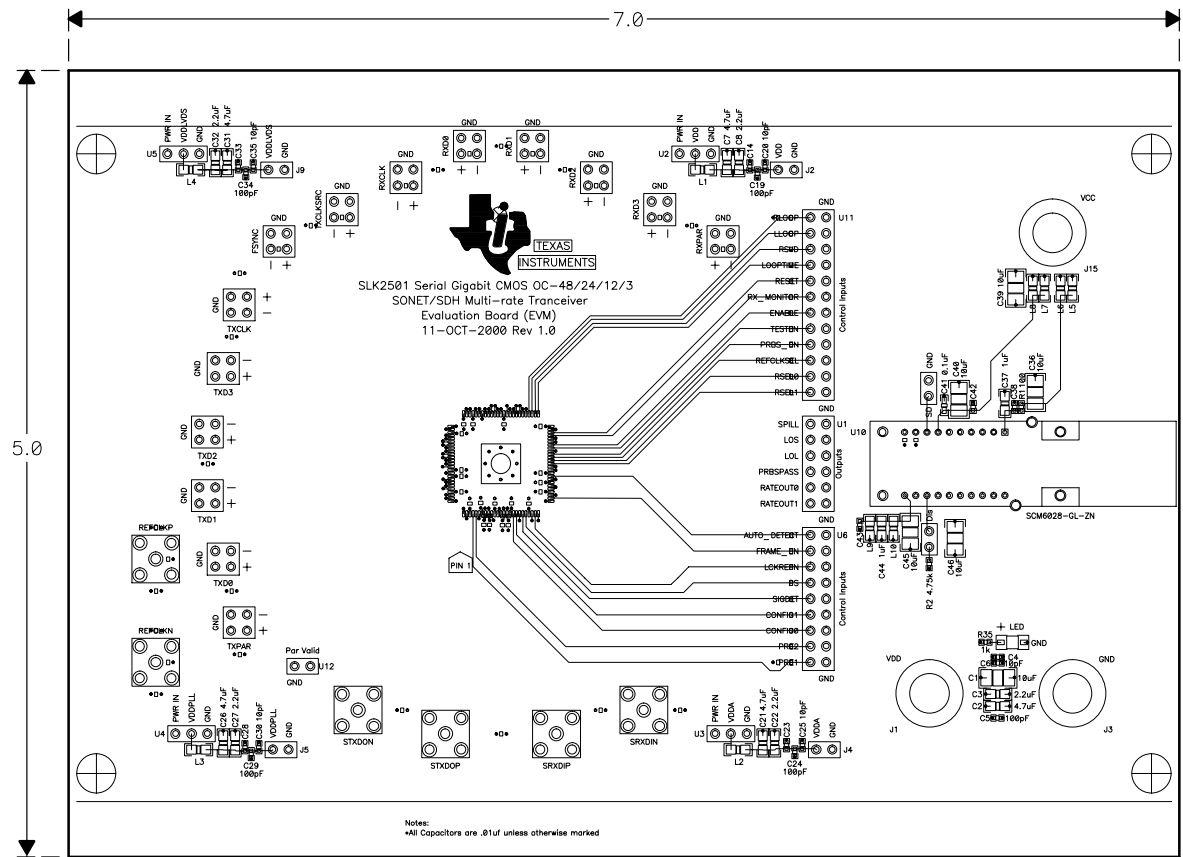 7.0
5.0
PWR IN
VDDLVDS
GND
C32 2.2uF
C31 4.7uF
C33
C35 10pF
VDDLVDS
GND
U5
J9
L4
C34
100pF
GND
RXD0
GND
RXD1
GND
RXCLK
GND
RXD2
GND
TXCLKSRC
GND
RXD3
GND
FSYNC
GND
RXPAR
PWR IN
VDD
GND
C7 4.7uF
C8 2.2uF
C14
C20 10pF
VDD
GND
U2
J2
L1
C19
100pF
TEXAS
INSTRUMENTS
SLK2501 Serial Gigabit CMOS OC-48/24/12/3
SONET/SDH Multi-rate Tranceiver
Evaluation Board (EVM)
11-OCT-2000 Rev 1.0
GND
U11
LLOOP
LOOPTIME
RESET
RX_MONITOR
ENABLE
TESTEN
PRBS_EN
REFCLKSEL
RSEL0
RSEL1
Control Inputs
GND
VCC
J15
C39 10uF
L8
L7
L6
L5
GND
SD
C41 0.1uF
C40
10uF
C42
C37 1uF
C38
R1 100
C36
10uF
GND
TXCLK
GND
TXD3
GND
TXD2
GND
TXD1
GND
TXD0
GND
TXPAR
SPILL
LOS
LOL
PRBSPASS
RATEOUT0
RATEOUT1
U1
Outputs
GND
U10
SCM6028-GL-ZN
C43
L9
C44 1uF
L10
C45
10uF
Dis
R2 4.75k
C46
10uF
PIN 1
U6
AUTO_DETECT
FRAME_EN
LCKREFN
PS
SIGDET
CONFIG1
CONFIG0
PRE2
PRE1
Control Inputs
GND
Par Valid
U12
GND
+ LED
GND
R35
1k
C4
C6 10pF
C1
10uF
C3
2.2uF
C2
4.7uF
C5
100pF
VDD
J1
GND
J3
PWR IN
VDDPLL
GND
C26 4.7uF
C27 2.2uF
C28
C30 10pF
VDDPLL
GND
U4
J5
L3
C29
100pF
STXDON
STXDOP
SRXDIP
SRXDIN
PWR IN
VDDA
GND
C21 4.7uF
C22 2.2uF
C23
C25 10pF
VDDA
GND
U3
J4
L2
C24
100pF
Notes:
*All Capacitors are .01uf unless otherwise marked